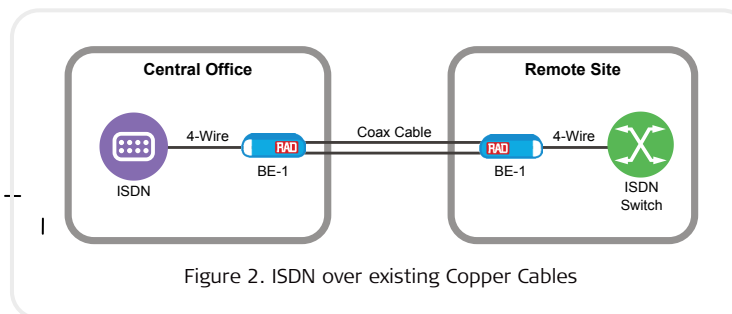 Central Office
Remote Site
4-Wire
Coax Cable
4-Wire
RAD
RAD
BE-1
BE-1
ISDN
ISDN
Switch
Figure 2. ISDN over existing Copper Cables